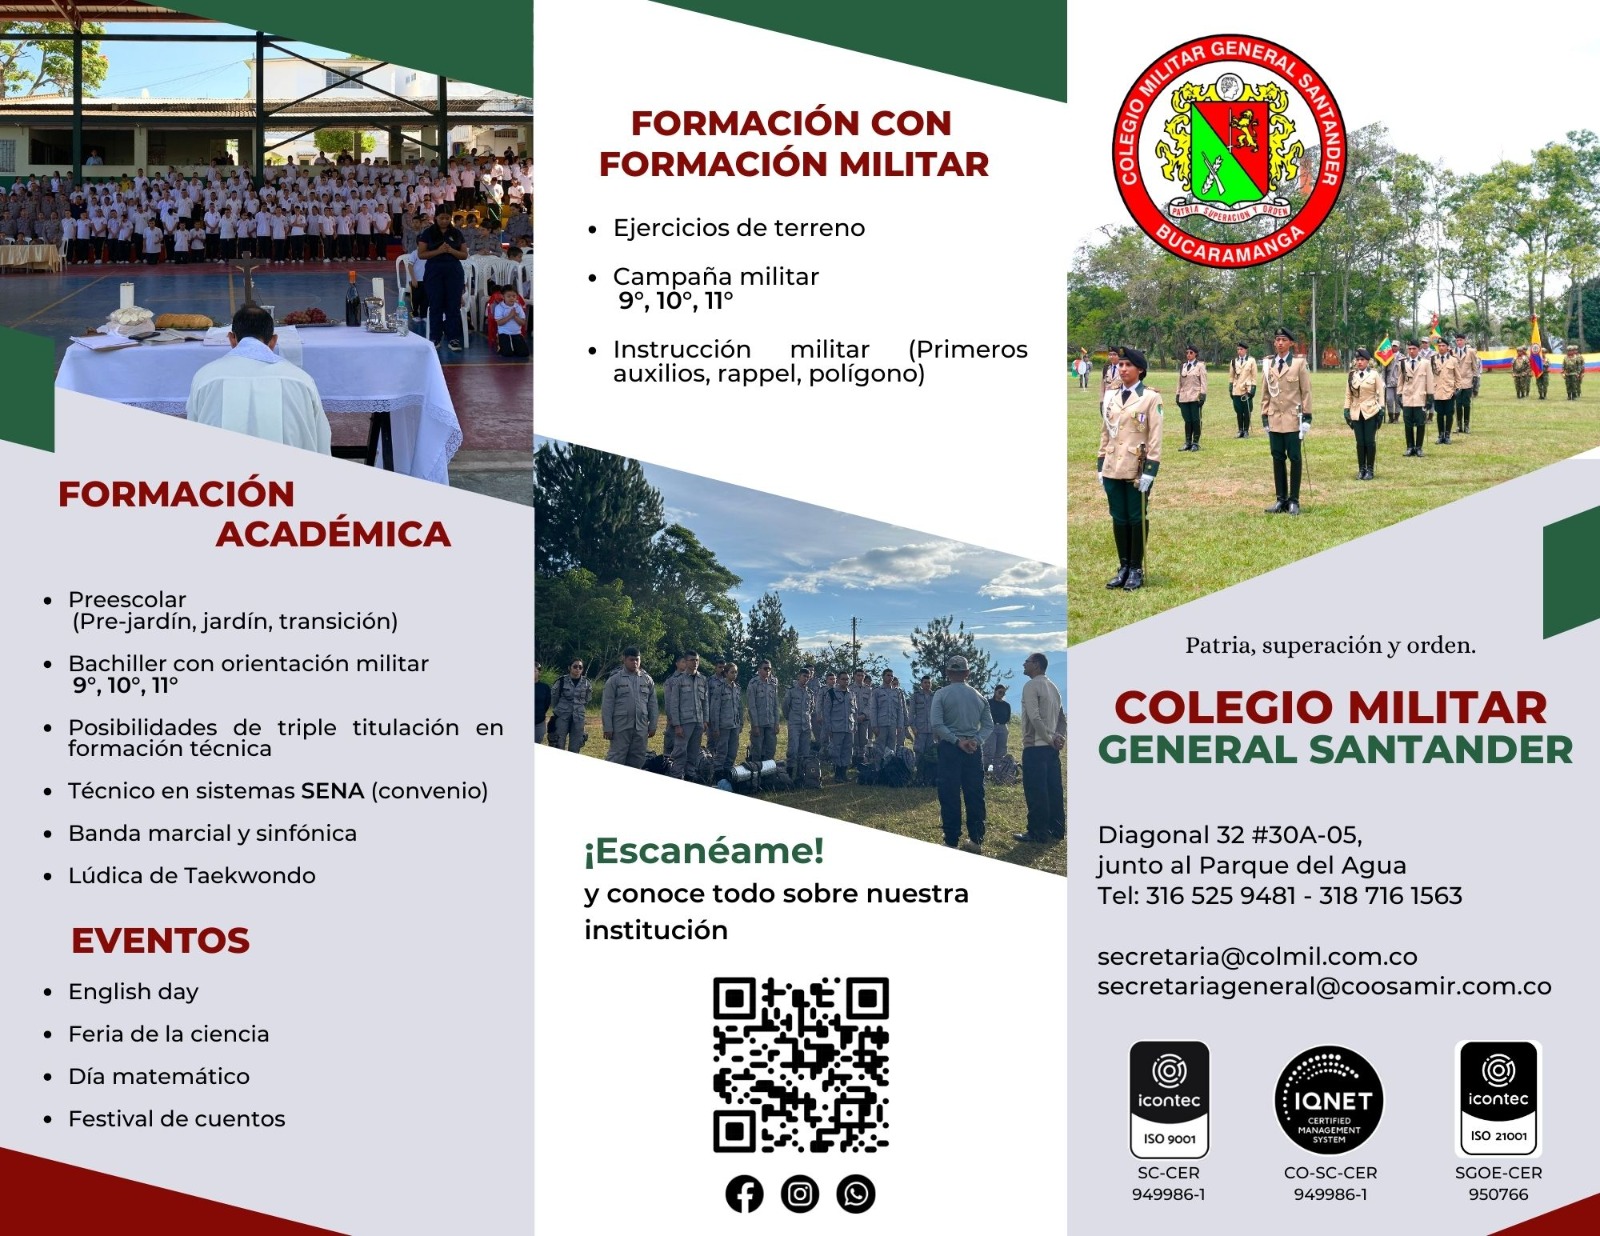 FORMACIÓN
ACADÉMICA
Preescolar
(Pre-jardín, jardín, transición)
Bachiller con orientación militar
9°, 10°, 11°
Posibilidades de triple titulación en
formación técnica
Técnico en sistemas SENA (convenio)
Banda marcial y sinfónica
Lúdica de Taekwondo
EVENTOS
English day
Feria de la ciencia
Día matemático
Festival de cuentos
FORMACIÓN CON
FORMACIÓN MILITAR
Ejercicios de terreno
Campaña militar
9°, 10°, 11°
Instrucción militar (Primeros
auxilios, rappel, polígono)
¡Escanéame!
y conoce todo sobre nuestra
institución
COLEGIO MILITAR GENERAL SANTANDER
PATRIA SUPERACION Y ORDEN
BUCARAMANGA
Patria, superación y orden.
COLEGIO MILITAR
GENERAL SANTANDER
Diagonal 32 #30A-05,
junto al Parque del Agua
Tel: 316 525 9481 - 318 716 1563
secretaria@colmil.com.co
secretariageneral@coosamir.com.co
icontec
ISO 9001
SC-CER
949986-1
IQNET
CERTIFIED
MANAGEMENT
SYSTEM
CO-SC-CER
949986-1
icontec
ISO 21001
SGOE-CER
950766